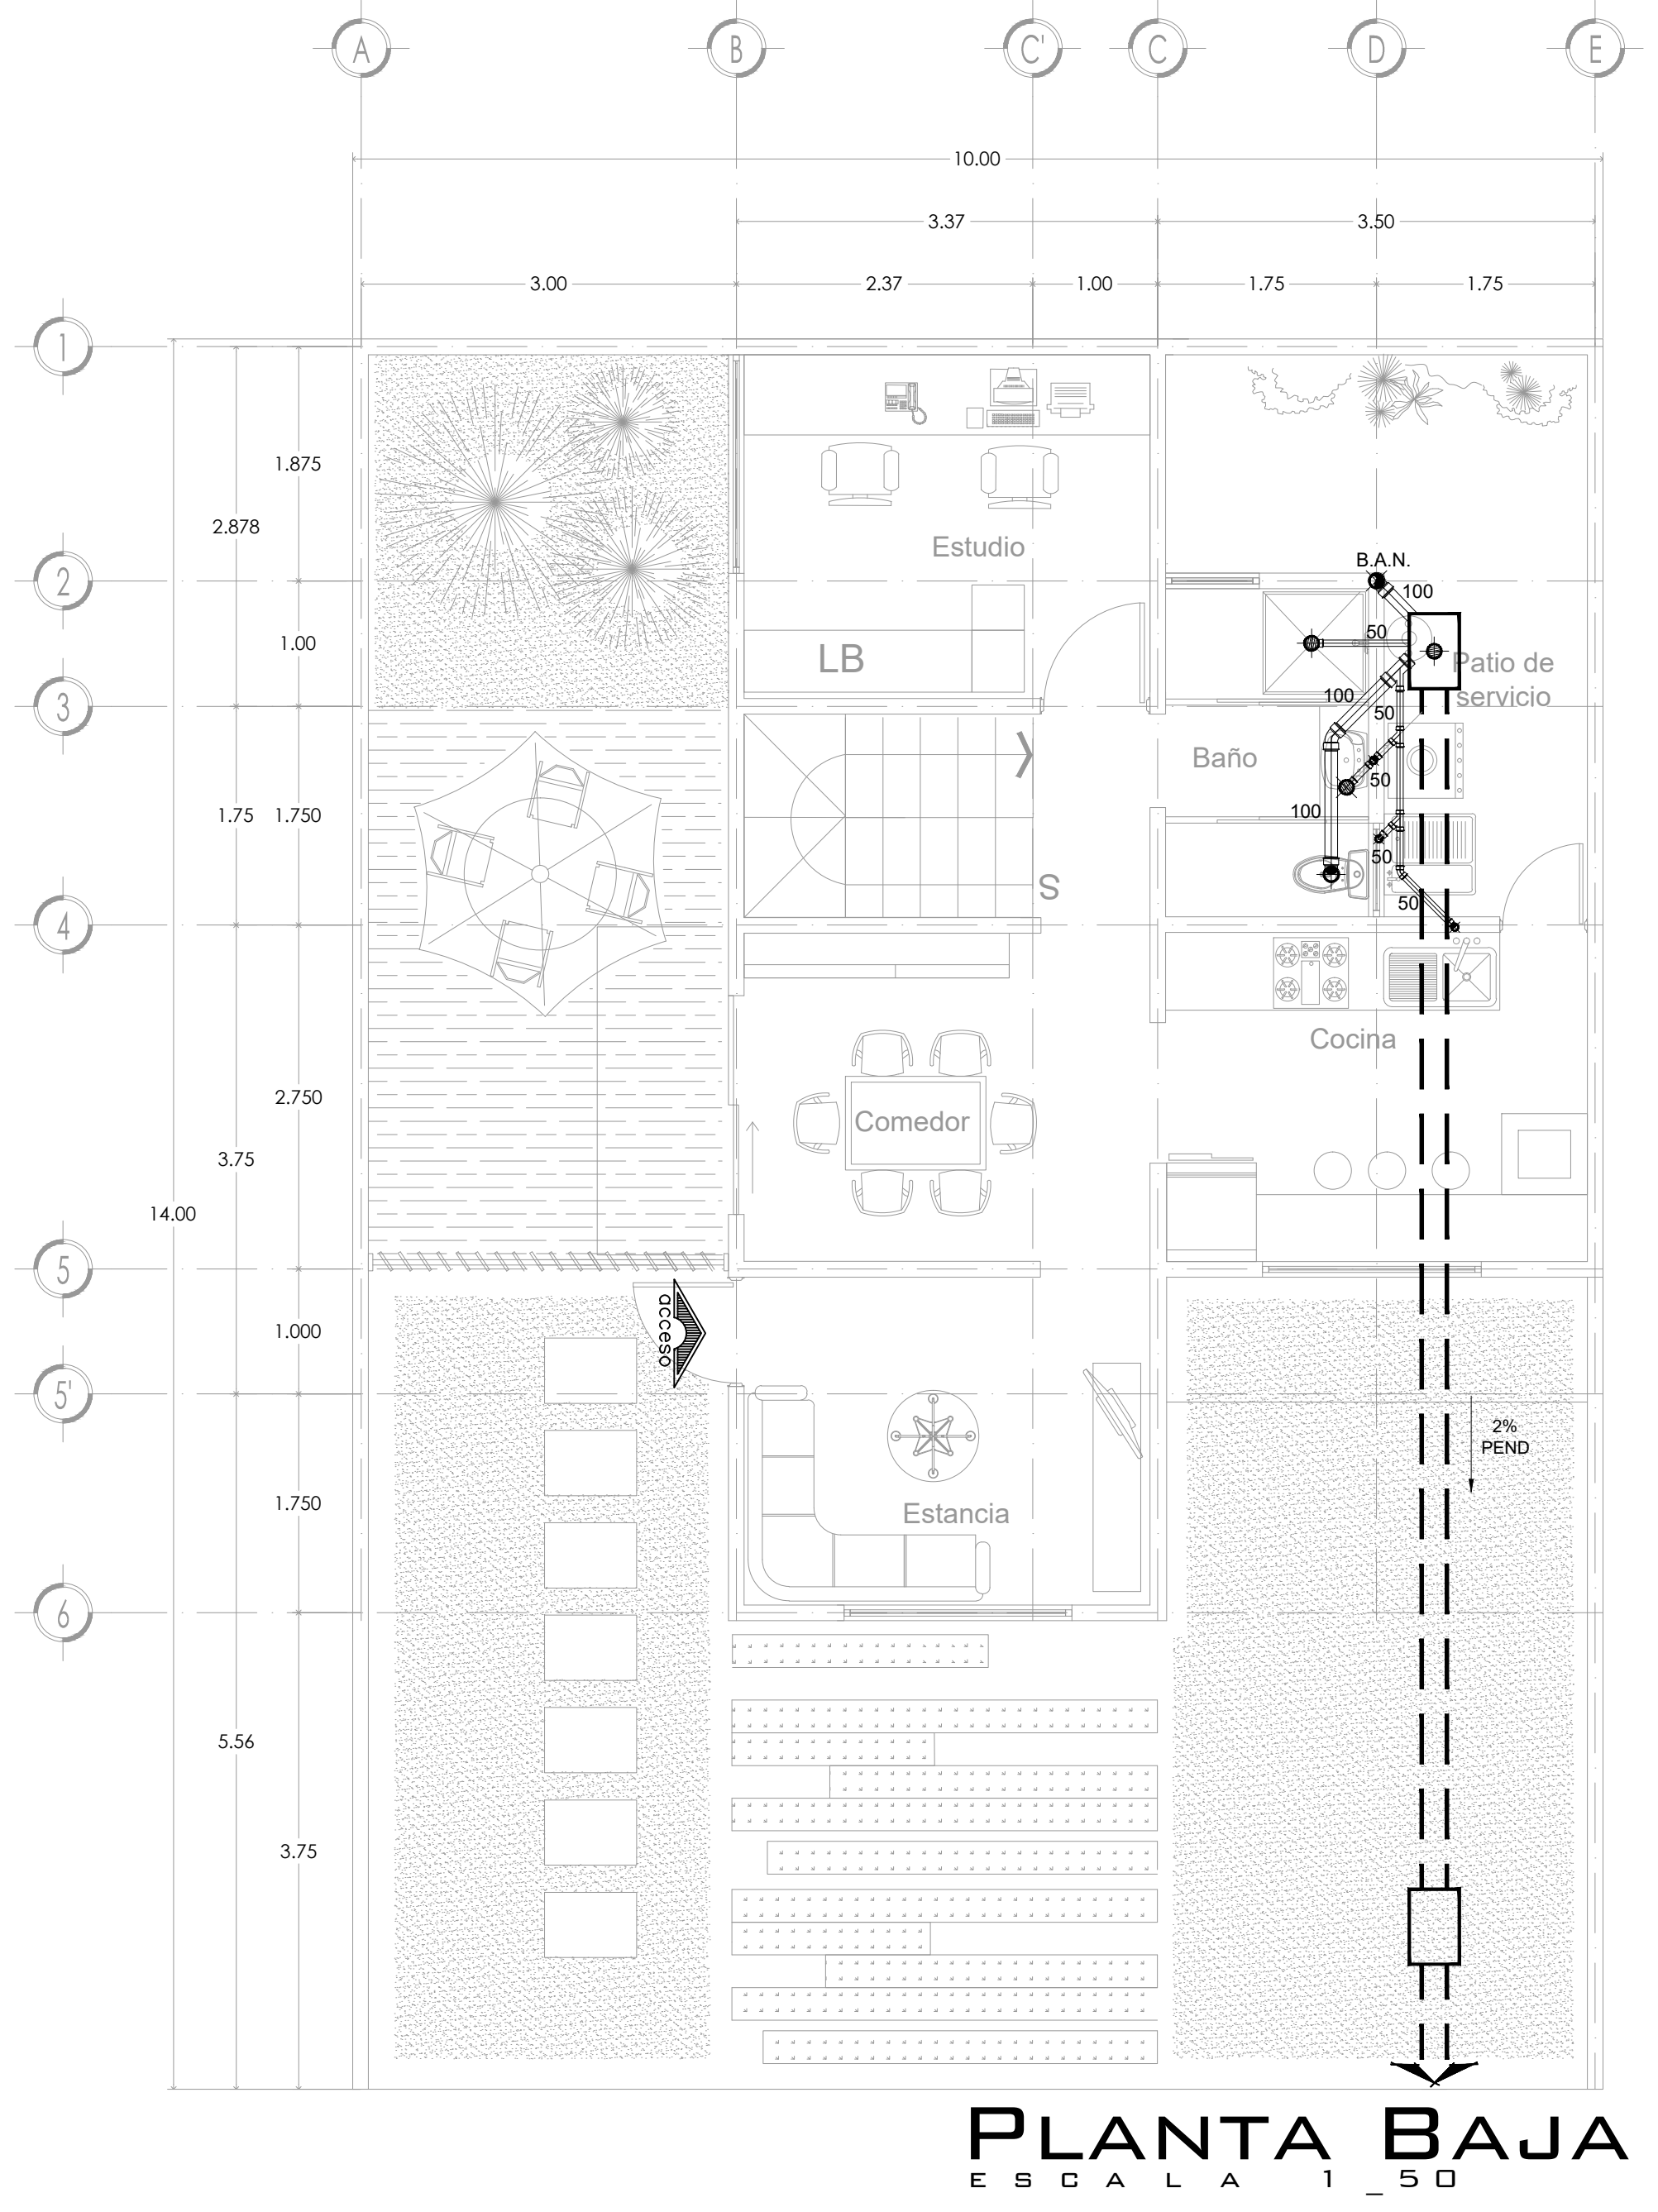 A B C' C D E
10.00
3.37 3.50
3.00 2.37 1.00 1.75 1.75
1
1.875
2.878
Estudio
B.A.N.
2
100
50
1.00
LB
Patio de
servicio
100
3
50
Baño
50
1.75 1.750
100
50
S
50
4
Cocina
2.750
Comedor
3.75
14.00
5
acceso
1.000
5'
2%
PEND
1.750
Estancia
6
5.56
3.75
PLANTA_BAJA
ESCALA 1_50